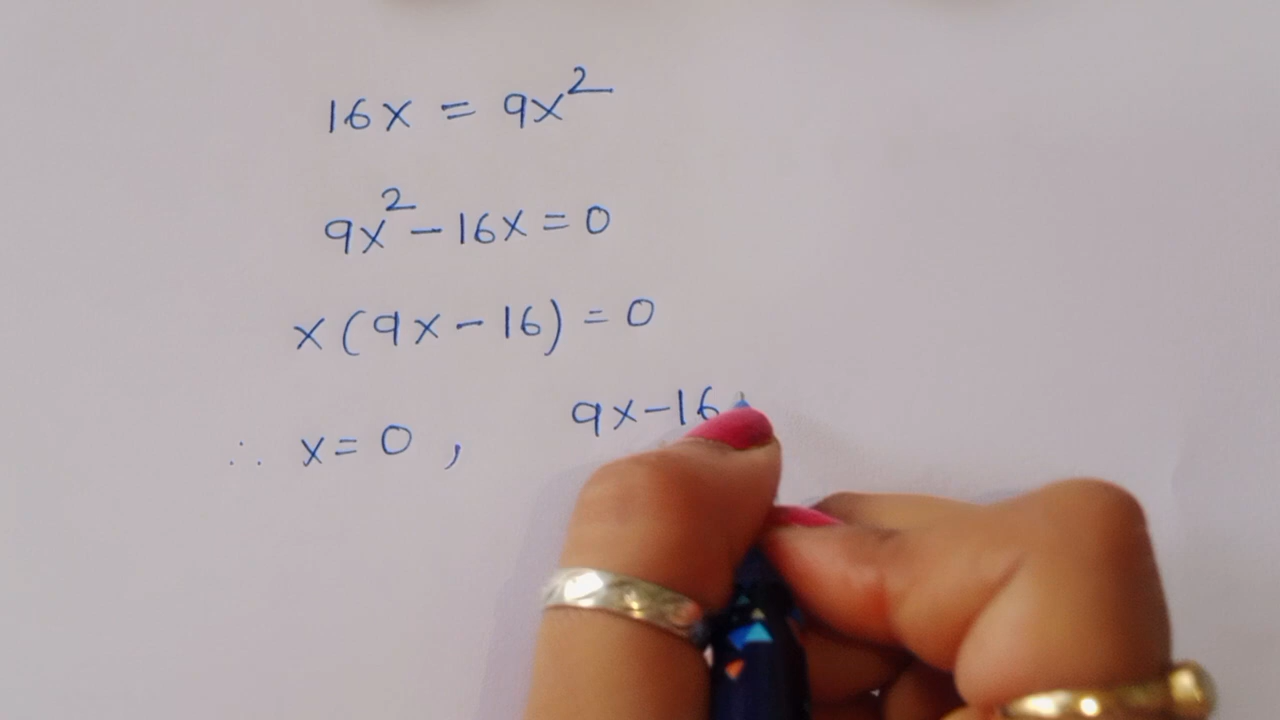 16x = 9x²
9x² - 16x = 0
x(9x - 16) = 0
∴ x = 0 , 9x - 16